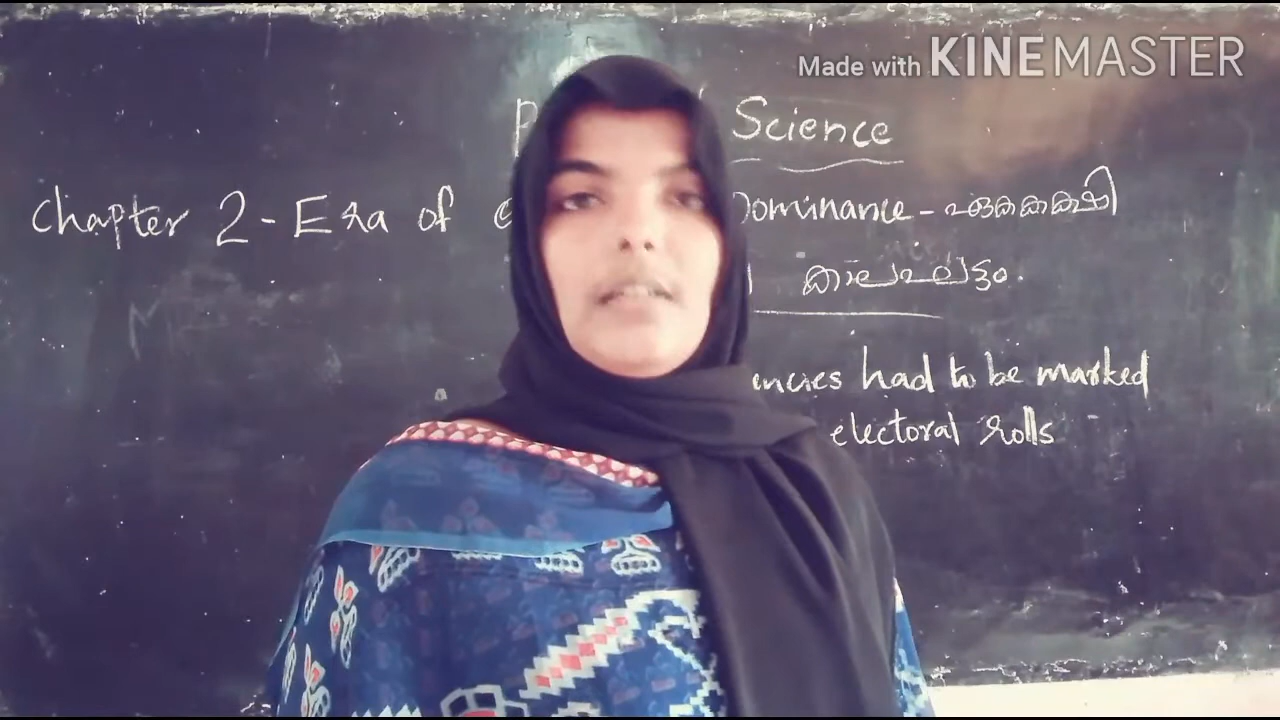 Made with KINEMASTER
Science
Chapter 2 - Era of Dominance - ഏകകക്ഷി
കാലഘട്ടം.
had to be marked
electoral rolls